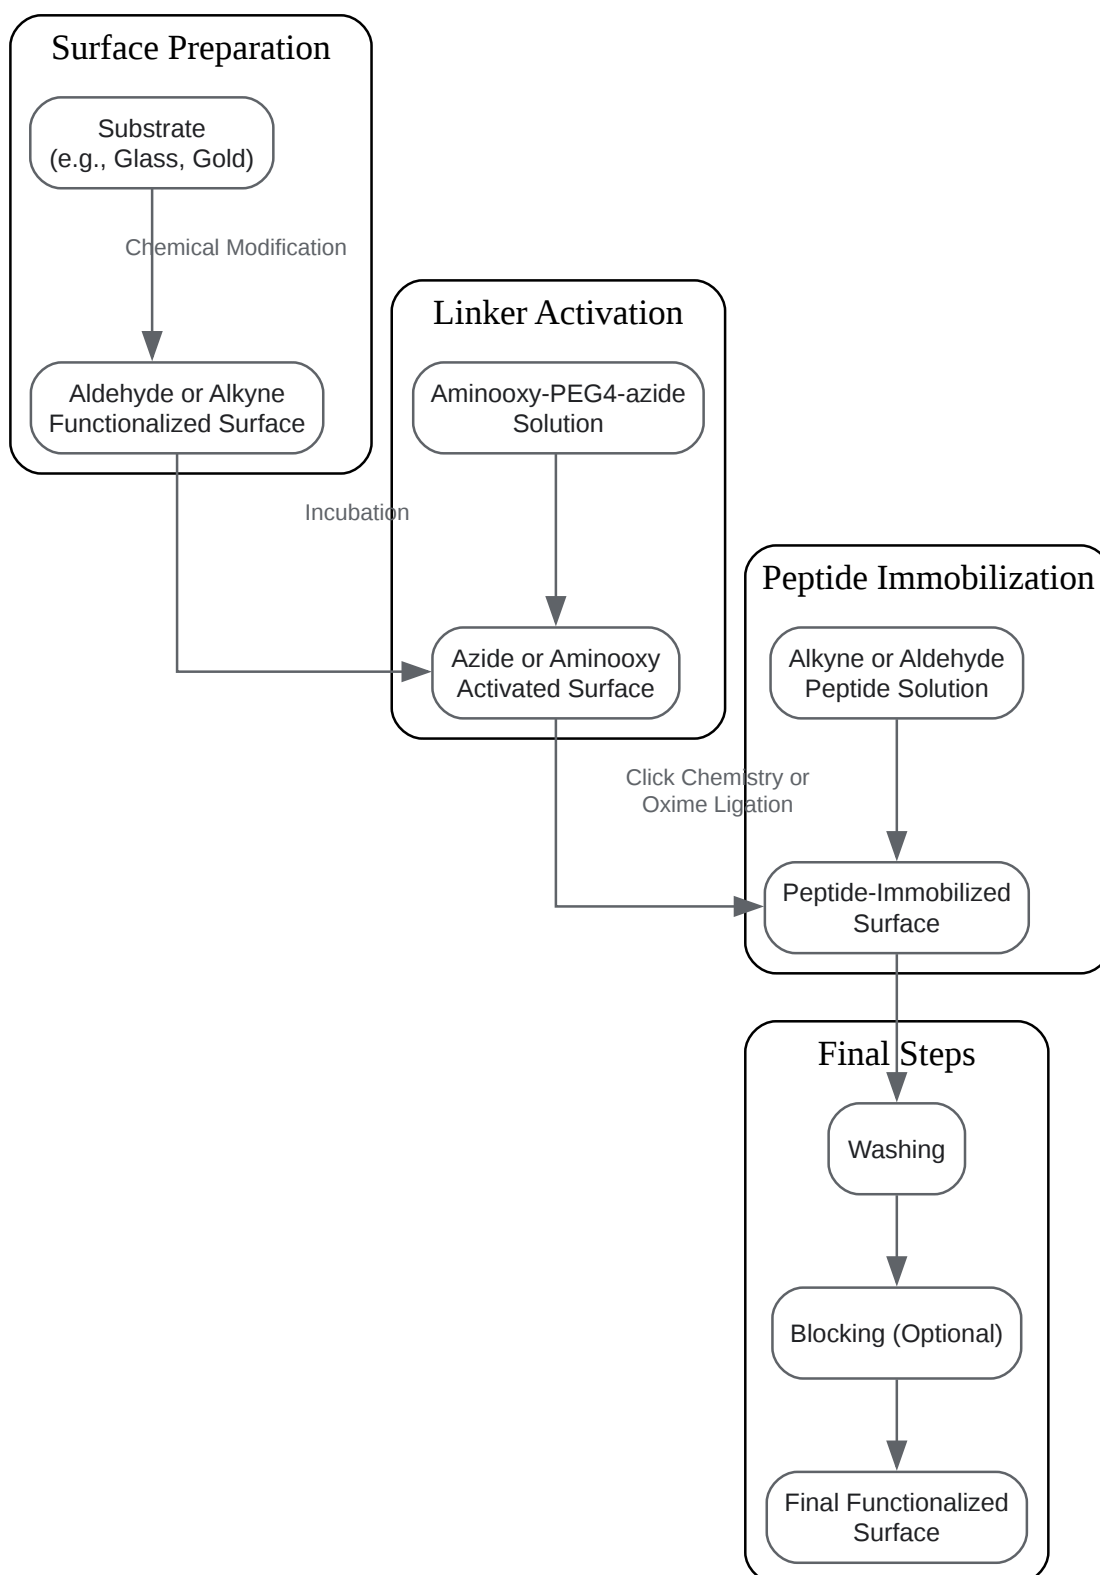 Surface Preparation
Substrate
(e.g., Glass, Gold)
Chemical Modification
Aldehyde or Alkyne
Functionalized Surface
Linker Activation
Aminooxy-PEG4-azide
Solution
Incubation
Azide or Aminooxy
Activated Surface
Peptide Immobilization
Alkyne or Aldehyde
Peptide Solution
Click Chemistry or
Oxime Ligation
Peptide-Immobilized
Surface
Final Steps
Washing
Blocking (Optional)
Final Functionalized
Surface